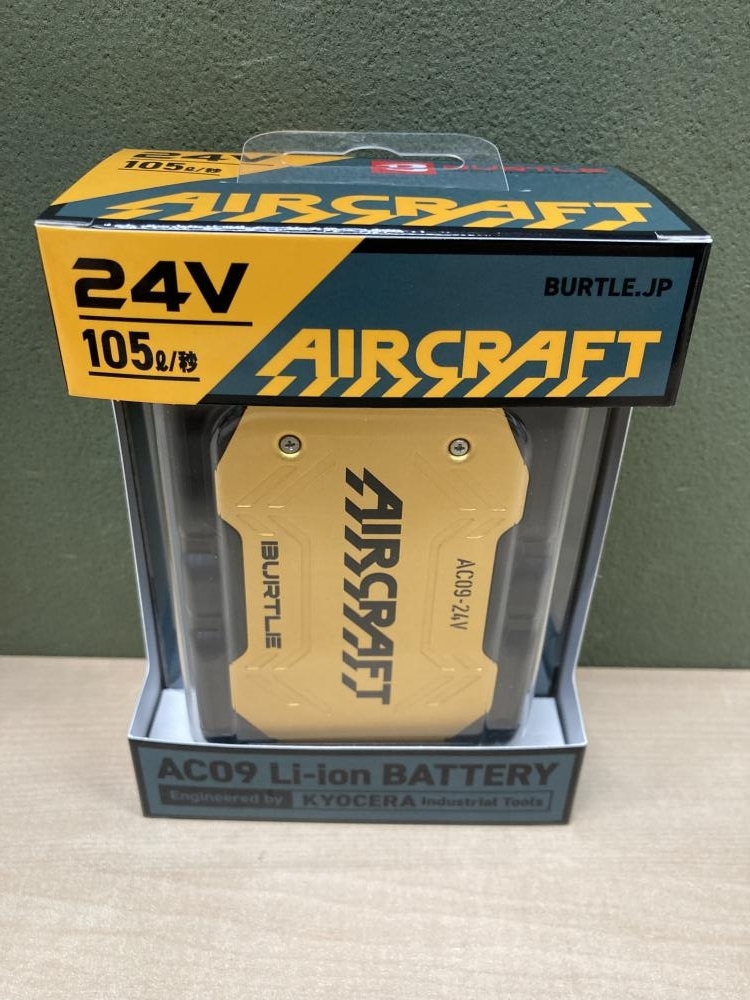 24V
105ℓ/秒
BURTLE
AIRCRAFT
24V
105ℓ/秒
BURTLE.JP
AIRCRAFT
AIRCRAFT
BURTLE
AC09-24V
AC09 Li-ion BATTERY
Engineered by KYOCERA Industrial Tools